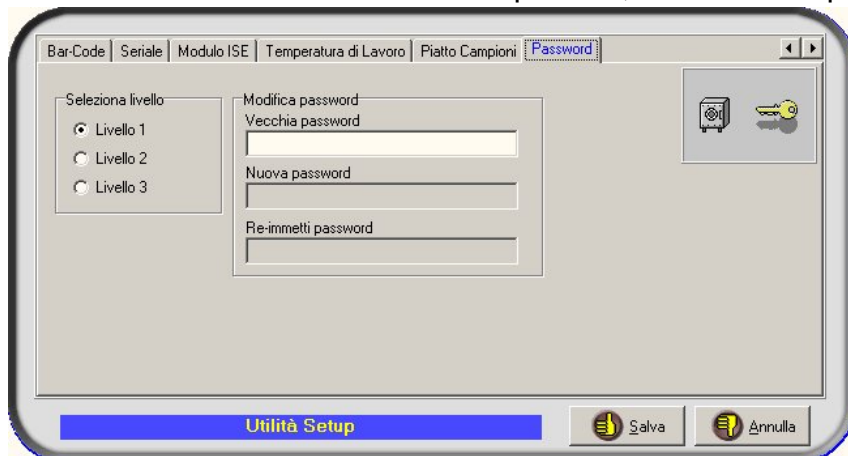 Bar-Code Seriale Modulo ISE Temperatura di Lavoro Piatto Campioni Password
Seleziona livello
Livello 1
Livello 2
Livello 3
Modifica password
Vecchia password
Nuova password
Re-immetti password
Utilità Setup
Salva
Annulla